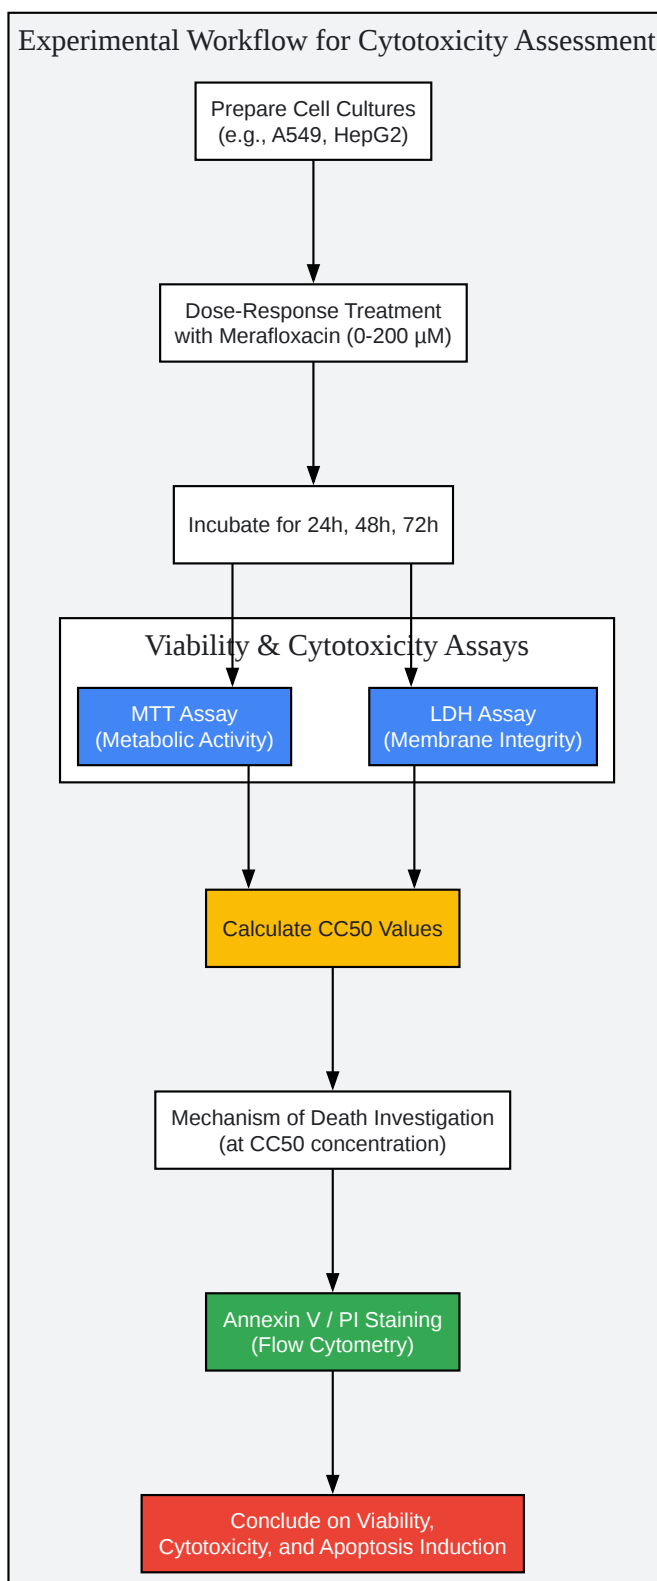 Experimental Workflow for Cytotoxicity Assessment
Prepare Cell Cultures
(e.g., A549, HepG2)
Dose-Response Treatment
with Merafloxacin (0-200 µM)
Incubate for 24h, 48h, 72h
Viability & Cytotoxicity Assays
MTT Assay
(Metabolic Activity)
LDH Assay
(Membrane Integrity)
Calculate CC50 Values
Mechanism of Death Investigation
(at CC50 concentration)
Annexin V / PI Staining
(Flow Cytometry)
Conclude on Viability,
Cytotoxicity, and Apoptosis Induction